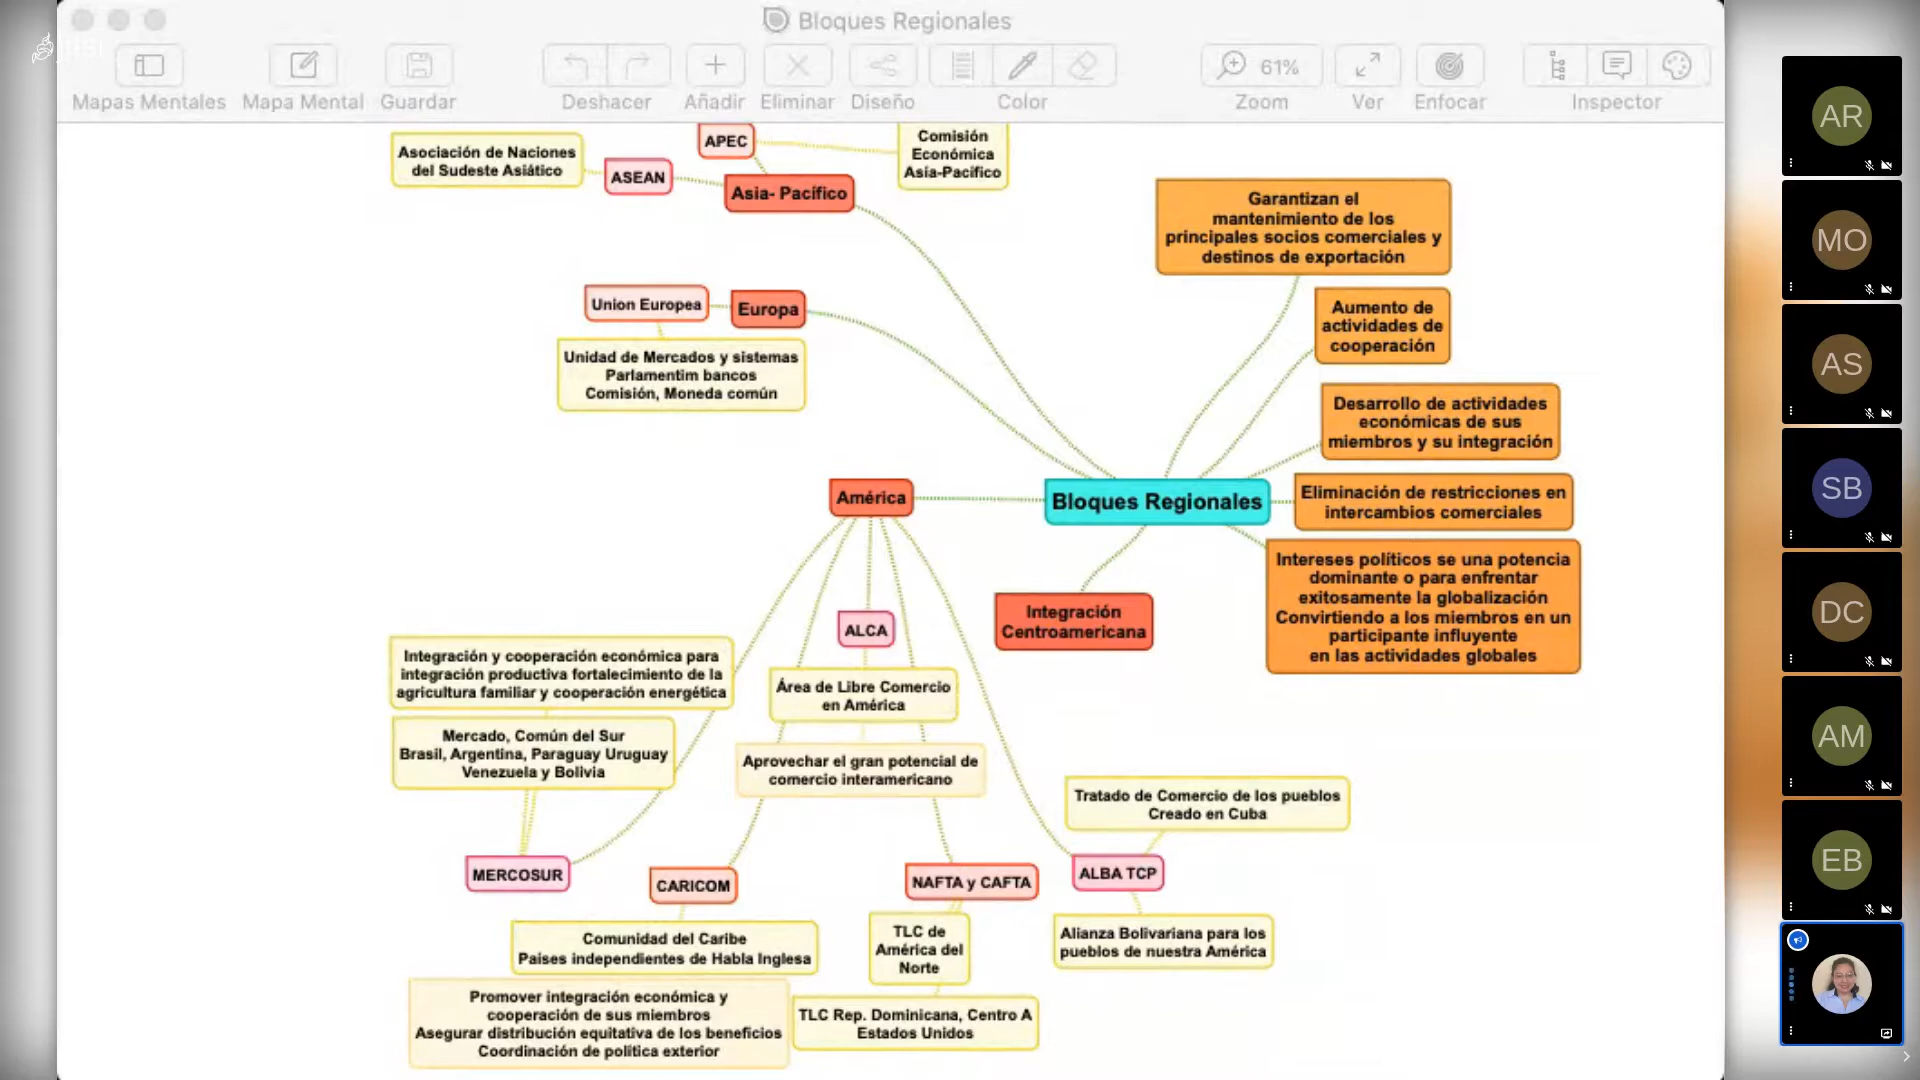 Bloques Regionales
61%
Mapas Mentales
Mapa Mental
Guardar
Deshacer
Añadir
Eliminar
Diseño
Color
Zoom
Ver
Enfocar
Inspector
APEC
Comisión
Económica
Asia-Pacífico
Asociación de Naciones
del Sudeste Asiático
ASEAN
Asia- Pacífico
Garantizan el
mantenimiento de los
principales socios comerciales y
destinos de exportación
Union Europea
Europa
Aumento de
actividades de
cooperación
Unidad de Mercados y sistemas
Parlamentim bancos
Comisión, Moneda común
Desarrollo de actividades
económicas de sus
miembros y su integración
América
Bloques Regionales
Eliminación de restricciones en
intercambios comerciales
Intereses políticos se una potencia
dominante o para enfrentar
exitosamente la globalización
Convirtiendo a los miembros en un
participante influyente
en las actividades globales
Integración
Centroamericana
ALCA
Integración y cooperación económica para
integración productiva fortalecimiento de la
agricultura familiar y cooperación energética
Área de Libre Comercio
en América
Mercado, Común del Sur
Brasil, Argentina, Paraguay Uruguay
Venezuela y Bolivia
Aprovechar el gran potencial de
comercio interamericano
Tratado de Comercio de los pueblos
Creado en Cuba
MERCOSUR
CARICOM
NAFTA y CAFTA
ALBA TCP
Comunidad del Caribe
Paises independientes de Habla Inglesa
TLC de
América del
Norte
Alianza Bolivariana para los
pueblos de nuestra América
Promover integración económica y
cooperación de sus miembros
Asegurar distribución equitativa de los beneficios
Coordinación de política exterior
TLC Rep. Dominicana, Centro A
Estados Unidos
AR
MO
AS
SB
DC
AM
EB